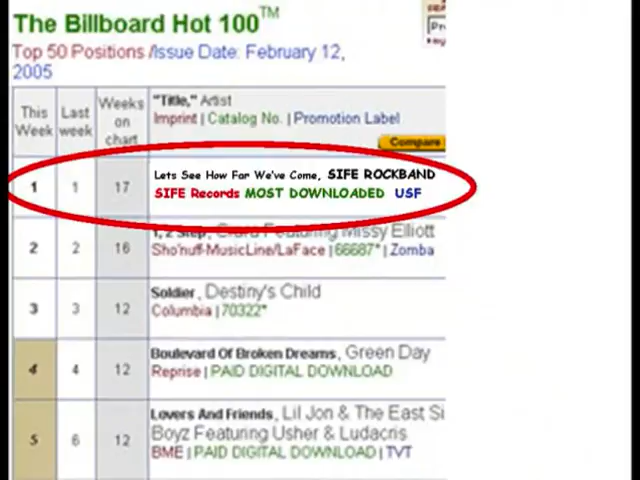 The Billboard Hot 100™
Top 50 Positions /Issue Date: February 12,
2005
This Week
Last week
Weeks on chart
"Title," Artist
Imprint | Catalog No. | Promotion Label
Compare
1 1 17 Lets See How Far We've Come, SIFE ROCKBAND
SIFE Records MOST DOWNLOADED USF
2 2 16 1, 2 Step, Ciara Featuring Missy Elliott
Sho'nuff-MusicLine/LaFace | 66687* | Zomba
3 3 12 Soldier, Destiny's Child
Columbia | 70322*
4 4 12 Boulevard Of Broken Dreams, Green Day
Reprise | PAID DIGITAL DOWNLOAD
5 6 12 Lovers And Friends, Lil Jon & The East Si
Boyz Featuring Usher & Ludacris
BME | PAID DIGITAL DOWNLOAD | TVT